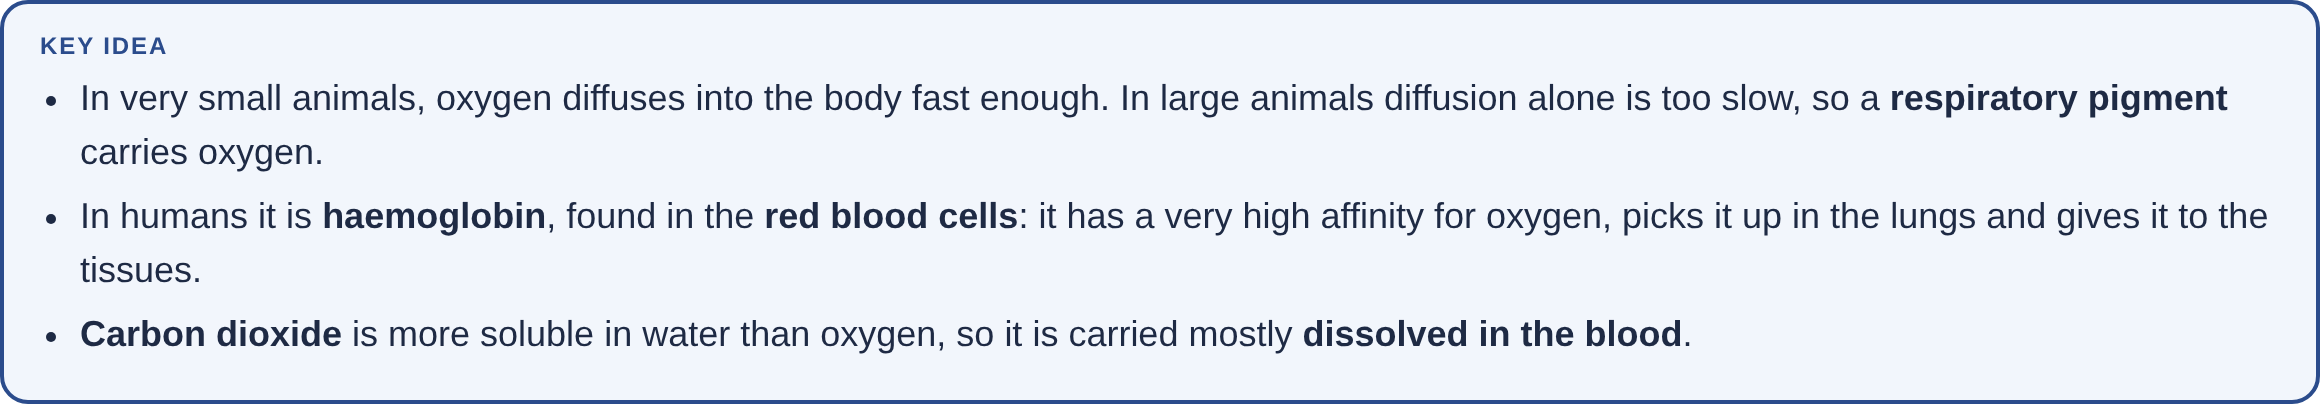 KEY IDEA
• In very small animals, oxygen diffuses into the body fast enough. In large animals diffusion alone is too slow, so a respiratory pigment
carries oxygen.
• In humans it is haemoglobin, found in the red blood cells: it has a very high affinity for oxygen, picks it up in the lungs and gives it to the
tissues.
• Carbon dioxide is more soluble in water than oxygen, so it is carried mostly dissolved in the blood.